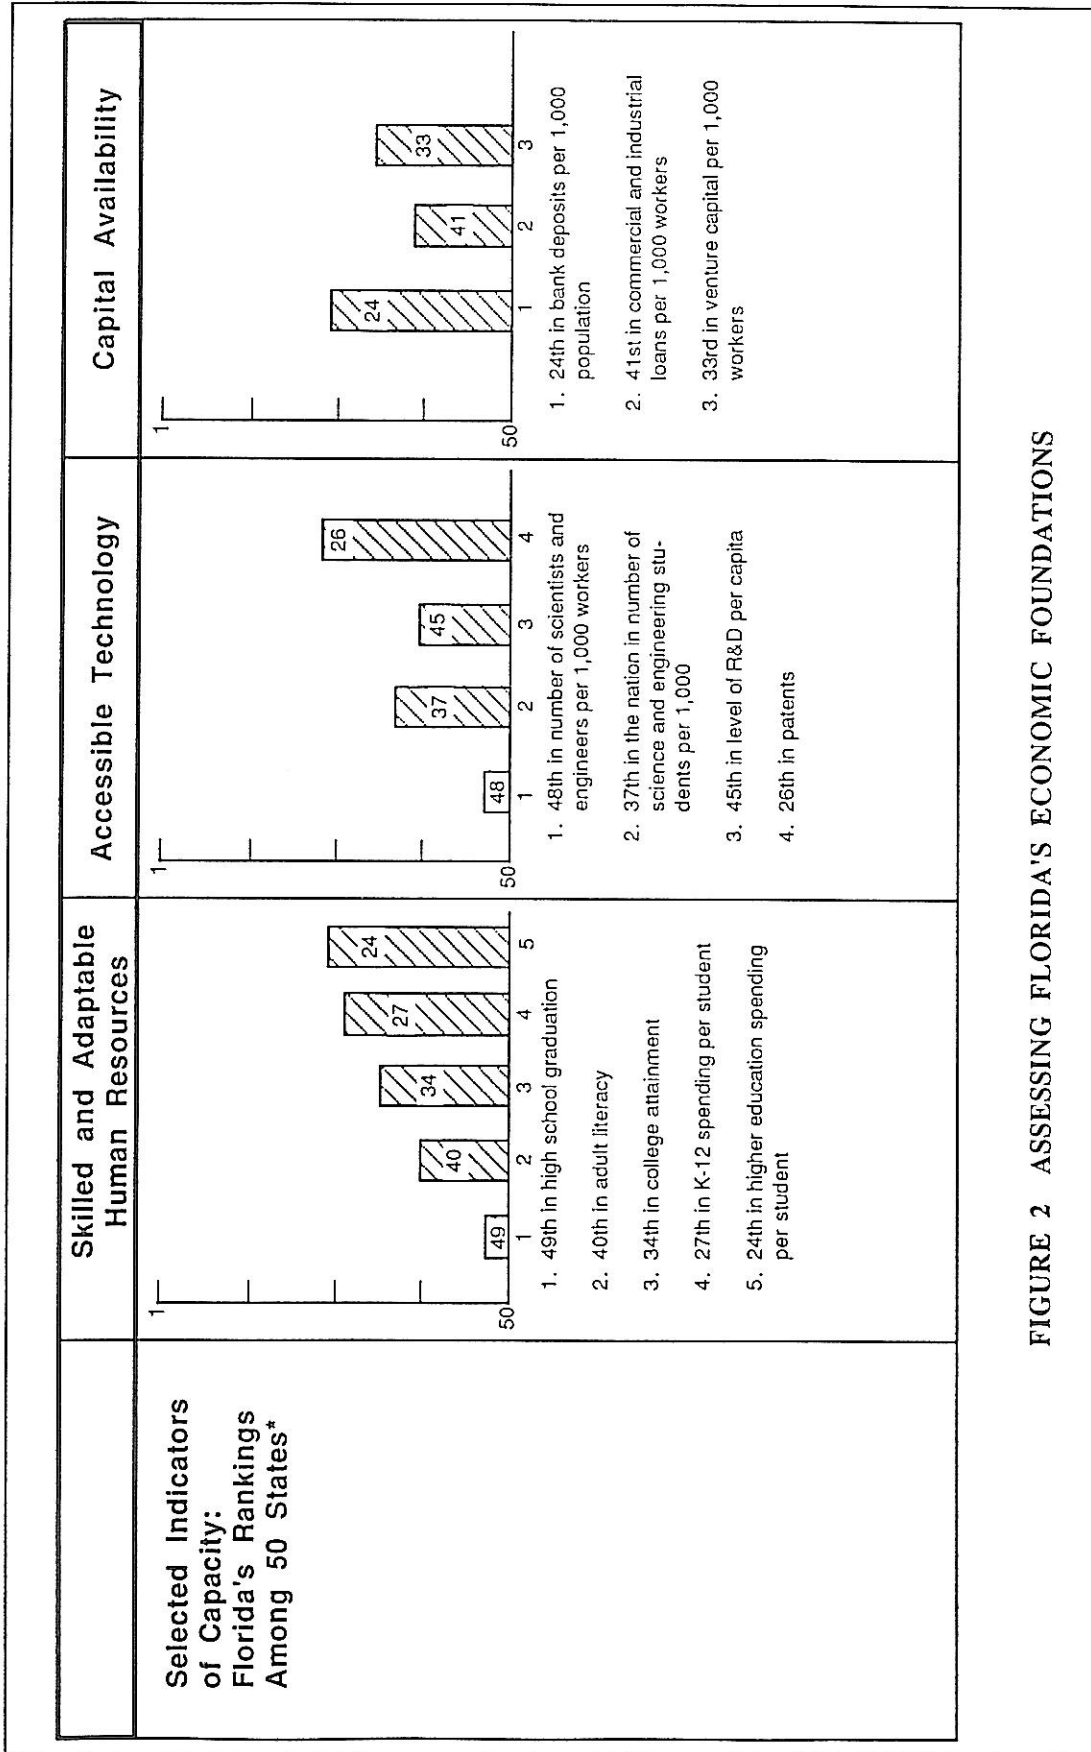 Skilled and Adaptable
Human Resources
Accessible Technology
Capital Availability
Selected Indicators
of Capacity:
Florida's Rankings
Among 50 States*
1
50
49
40
34
27
24
1
2
3
4
5
1. 49th in high school graduation
2. 40th in adult literacy
3. 34th in college attainment
4. 27th in K-12 spending per student
5. 24th in higher education spending
per student
1
50
48
37
45
26
1
2
3
4
1. 48th in number of scientists and
engineers per 1,000 workers
2. 37th in the nation in number of
science and engineering stu-
dents per 1,000
3. 45th in level of R&D per capita
4. 26th in patents
1
50
24
41
33
1
2
3
1. 24th in bank deposits per 1,000
population
2. 41st in commercial and industrial
loans per 1,000 workers
3. 33rd in venture capital per 1,000
workers
FIGURE 2 ASSESSING FLORIDA'S ECONOMIC FOUNDATIONS